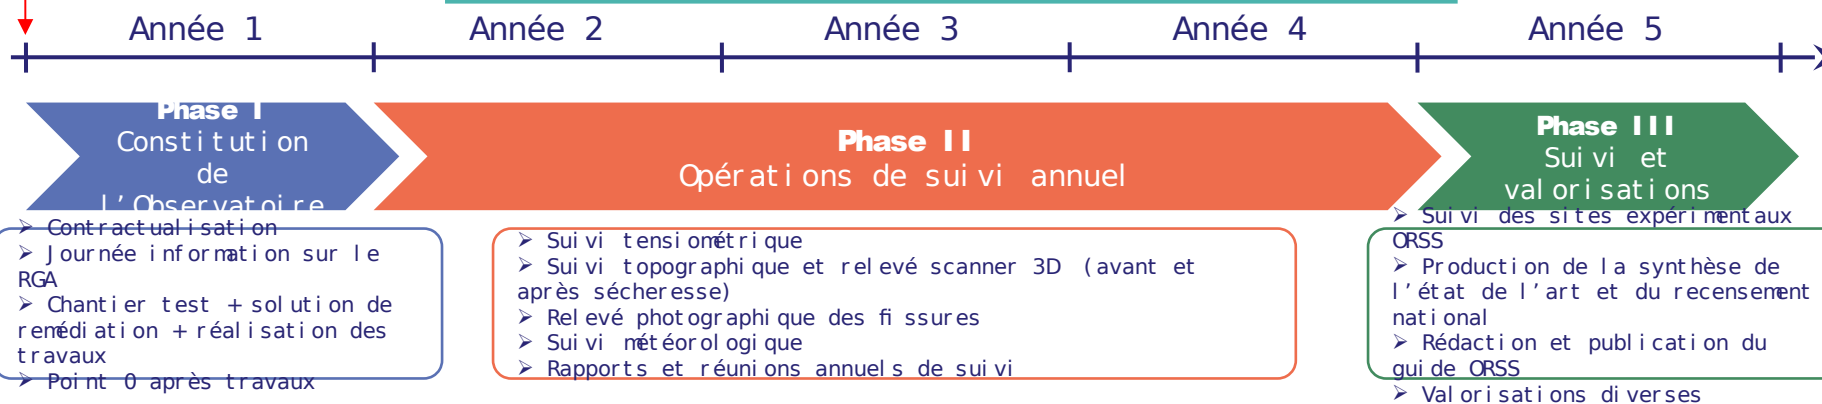 Année 1
Année 2
Année 3
Année 4
Année 5
Phase I
Constitution
de
l’Observatoire
Phase II
Opérations de suivi annuel
Phase III
Suivi et
valorisations
➢ Contractualisation
➢ Journée information sur le
RGA
➢ Chantier test + solution de
remédiation + réalisation des
travaux
➢ Point 0 après travaux
➢ Suivi tensiométrique
➢ Suivi topographique et relevé scanner 3D (avant et
après sécheresse)
➢ Relevé photographique des fissures
➢ Suivi météorologique
➢ Rapports et réunions annuels de suivi
➢ Suivi des sites expérimentaux
ORSS
➢ Production de la synthèse de
l’état de l’art et du recensement
national
➢ Rédaction et publication du
guide ORSS
➢ Valorisations diverses